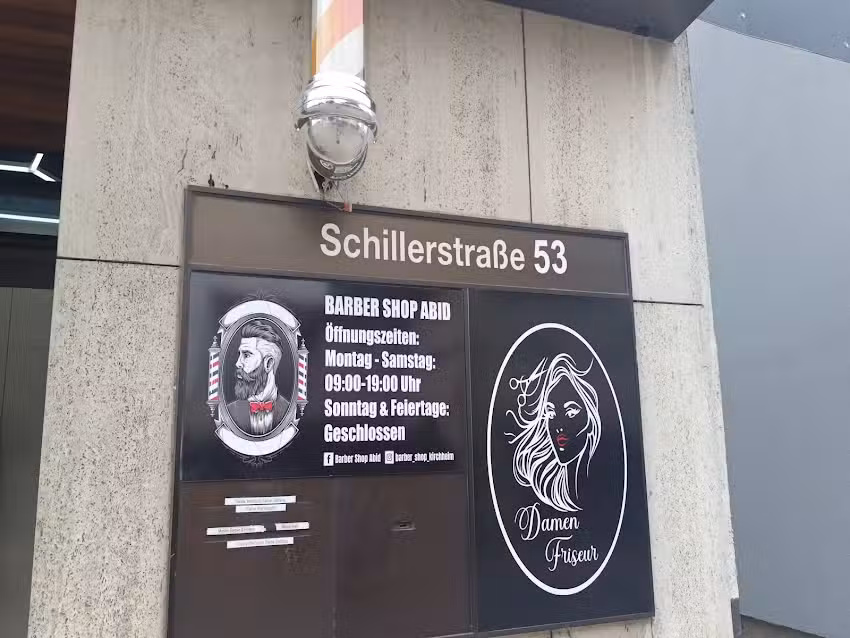 Schillerstraße 53
BARBER SHOP ABID
Öffnungszeiten:
Montag - Samstag:
09:00-19:00 Uhr
Sonntag & Feiertage:
Geschlossen
Barber Shop Abid barber_shop_kirchheim
Damen
Friseur